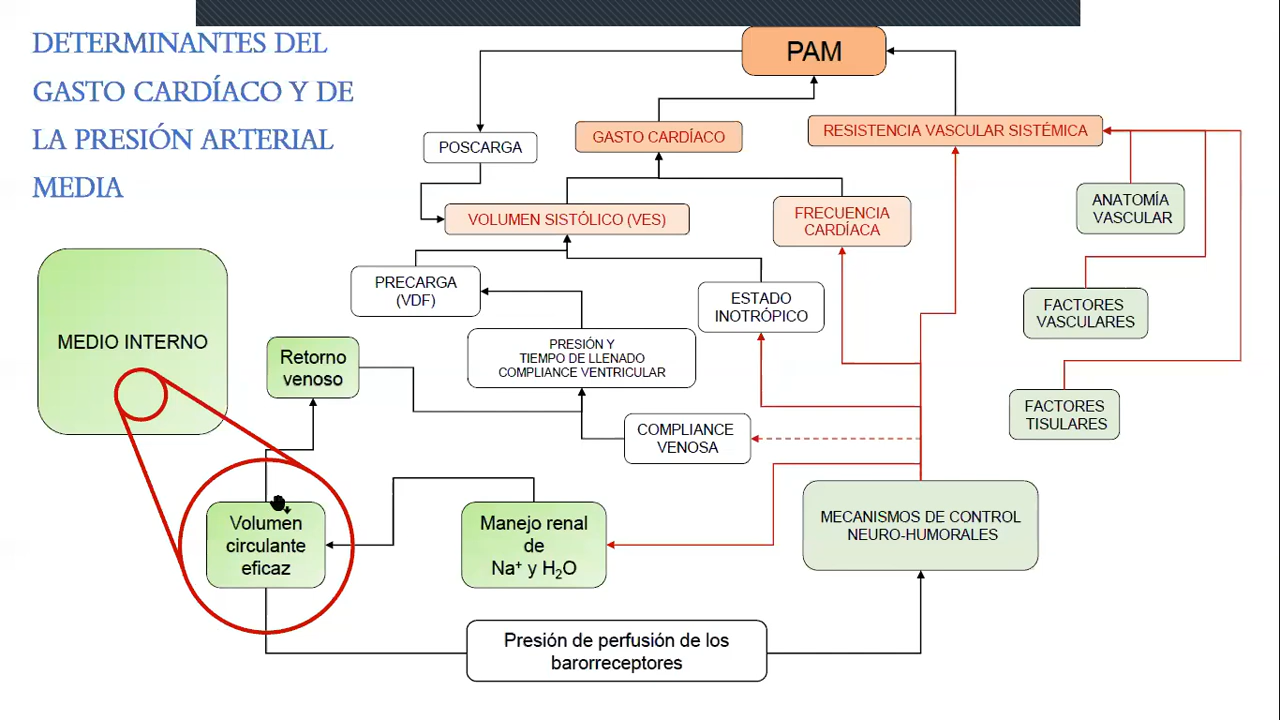 DETERMINANTES DEL
GASTO CARDÍACO Y DE
LA PRESIÓN ARTERIAL
MEDIA
PAM
POSCARGA
GASTO CARDÍACO
RESISTENCIA VASCULAR SISTÉMICA
VOLUMEN SISTÓLICO (VES)
FRECUENCIA
CARDÍACA
ANATOMÍA
VASCULAR
PRECARGA
(VDF)
ESTADO
INOTRÓPICO
FACTORES
VASCULARES
MEDIO INTERNO
Retorno
venoso
PRESIÓN Y
TIEMPO DE LLENADO
COMPLIANCE VENTRICULAR
FACTORES
TISULARES
COMPLIANCE
VENOSA
Volumen
circulante
eficaz
Manejo renal
de
Na⁺ y H₂O
MECANISMOS DE CONTROL
NEURO-HUMORALES
Presión de perfusión de los
barorreceptores